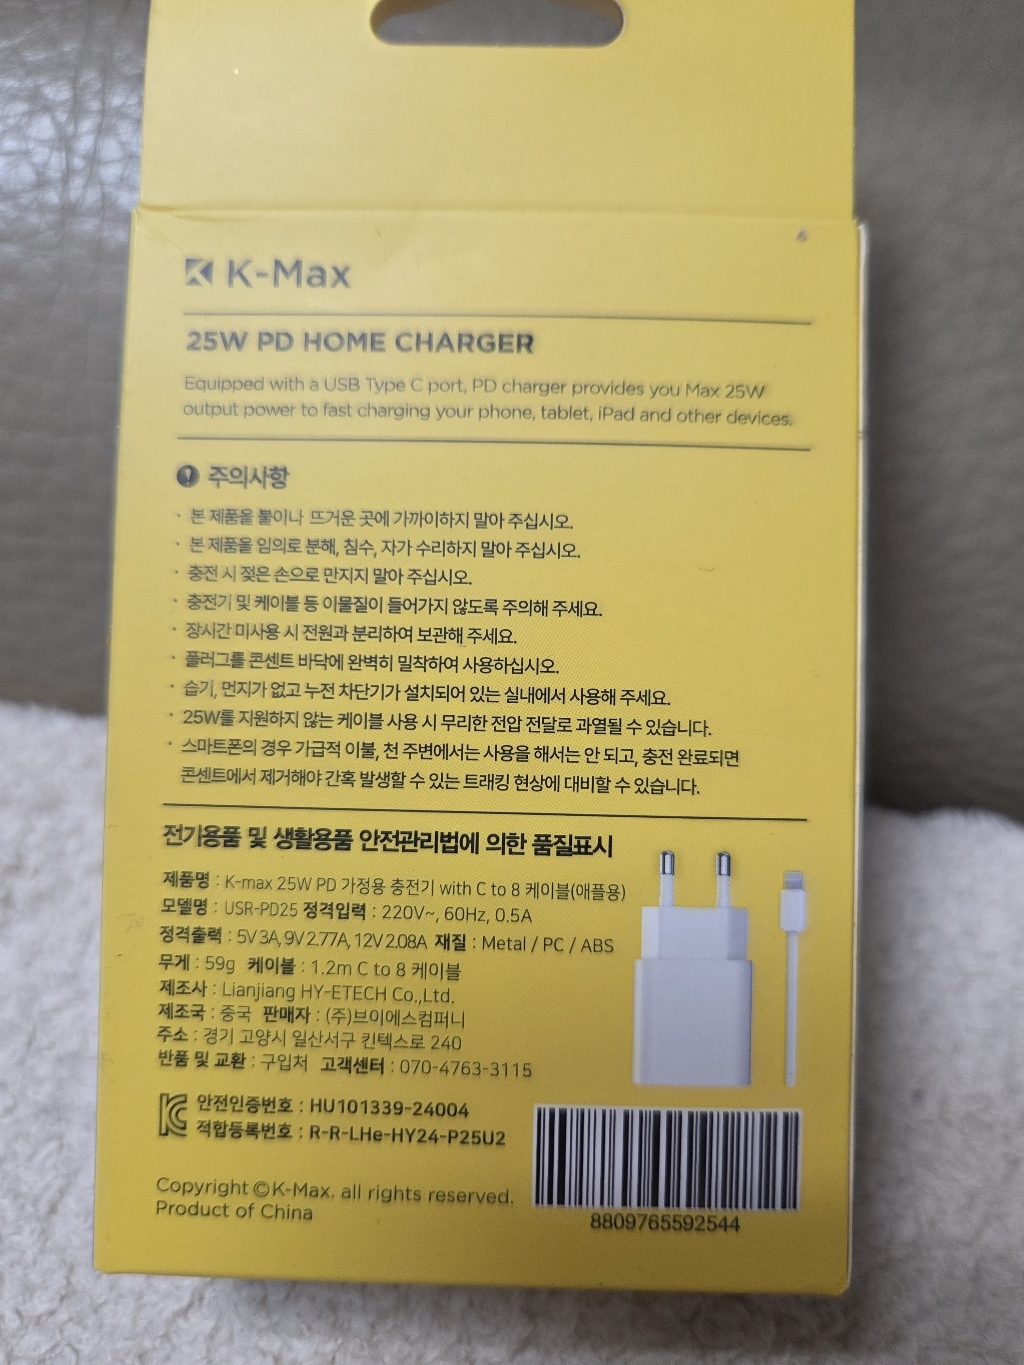 K-Max
25W PD HOME CHARGER
Equipped with a USB Type C port, PD charger provides you Max 25W
output power to fast charging your phone, tablet, iPad and other devices.
주의사항
· 본 제품을 불이나 뜨거운 곳에 가까이하지 말아 주십시오.
· 본 제품을 임의로 분해, 침수, 자가 수리하지 말아 주십시오.
· 충전 시 젖은 손으로 만지지 말아 주십시오.
· 충전기 및 케이블 등 이물질이 들어가지 않도록 주의해 주세요.
· 장시간 미사용 시 전원과 분리하여 보관해 주세요.
· 플러그를 콘센트 바닥에 완벽히 밀착하여 사용하십시오.
· 습기, 먼지가 없고 누전 차단기가 설치되어 있는 실내에서 사용해 주세요.
· 25W를 지원하지 않는 케이블 사용 시 무리한 전압 전달로 과열될 수 있습니다.
· 스마트폰의 경우 가급적 이불, 천 주변에서는 사용을 해서는 안 되고, 충전 완료되면
콘센트에서 제거해야 간혹 발생할 수 있는 트래킹 현상에 대비할 수 있습니다.
전기용품 및 생활용품 안전관리법에 의한 품질표시
제품명 : K-max 25W PD 가정용 충전기 with C to 8 케이블(애플용)
모델명 : USR-PD25 정격입력 : 220V~, 60Hz, 0.5A
정격출력 : 5V 3A, 9V 2.77A, 12V 2.08A 재질 : Metal / PC / ABS
무게 : 59g 케이블 : 1.2m C to 8 케이블
제조사 : Lianjiang HY-ETECH Co.,Ltd.
제조국 : 중국 판매자 : (주)브이에스컴퍼니
주소 : 경기 고양시 일산서구 킨텍스로 240
반품 및 교환 : 구입처 고객센터 : 070-4763-3115
안전인증번호 : HU101339-24004
적합등록번호 : R-R-LHe-HY24-P25U2
Copyright ©K-Max. all rights reserved.
Product of China
8809765592544